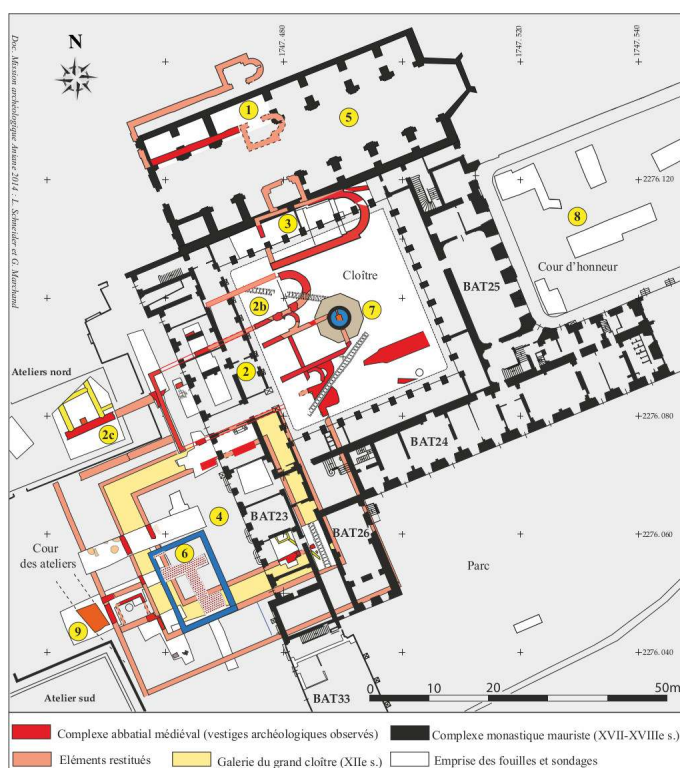 Doc. Mission archéologique Aniane 2014 : L. Schneider et G. Marchand
N
1747.480
1747.520
1747.540
1
5
2276.120
3
8
Cour d'honneur
Cloître
BAT25
2b
7
2
Ateliers nord
2c
2276.080
BAT24
4
BAT23
BAT26
2276.060
6
Cour
des ateliers
Parc
9
2276.040
Atelier sud
BAT33
0 10 20 50m
Complexe abbatial médiéval (vestiges archéologiques observés)
Complexe monastique mauriste (XVII-XVIIIe s.)
Eléments restitués
Galerie du grand cloître (XIIe s.)
Emprise des fouilles et sondages